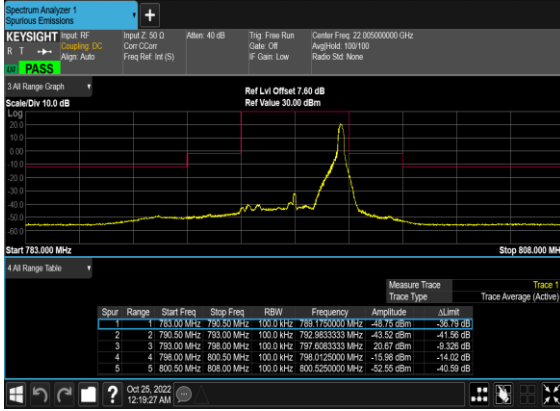 Spectrum Analyzer 1
Spurious Emissions
+
KEYSIGHT Input: RF Input Z: 50 Ω Atten: 40 dB Trig: Free Run Center Freq: 22.005000000 GHz
R T Coupling: DC Corr CCorr Gate: Off Avg|Hold: 100/100
Align: Auto Freq Ref: Int (S) IF Gain: Low Radio Std: None
PASS
3 All Range Graph
Ref Lvl Offset 7.60 dB
Scale/Div 10.0 dB Ref Value 30.00 dBm
Log
20.0
10.0
0.00
-10.0
-20.0
-30.0
-40.0
-50.0
-60.0
Start 783.000 MHz Stop 808.000 MH
4 All Range Table
Measure Trace Trace 1
Trace Type Trace Average (Active)
Spur Range Start Freq Stop Freq RBW Frequency Amplitude ΔLimit
1 1 783.00 MHz 790.50 MHz 100.0 kHz 789.1750000 MHz -48.75 dBm -36.79 dB
2 2 790.50 MHz 793.00 MHz 100.0 kHz 792.9833333 MHz -43.52 dBm -41.56 dB
3 3 793.00 MHz 798.00 MHz 100.0 kHz 797.6083333 MHz 20.67 dBm -9.326 dB
4 4 798.00 MHz 800.50 MHz 100.0 kHz 798.0125000 MHz -15.98 dBm -14.02 dB
5 5 800.50 MHz 808.00 MHz 100.0 kHz 800.5250000 MHz -52.55 dBm -40.59 dB
? Oct 25, 2022
12:19:27 AM